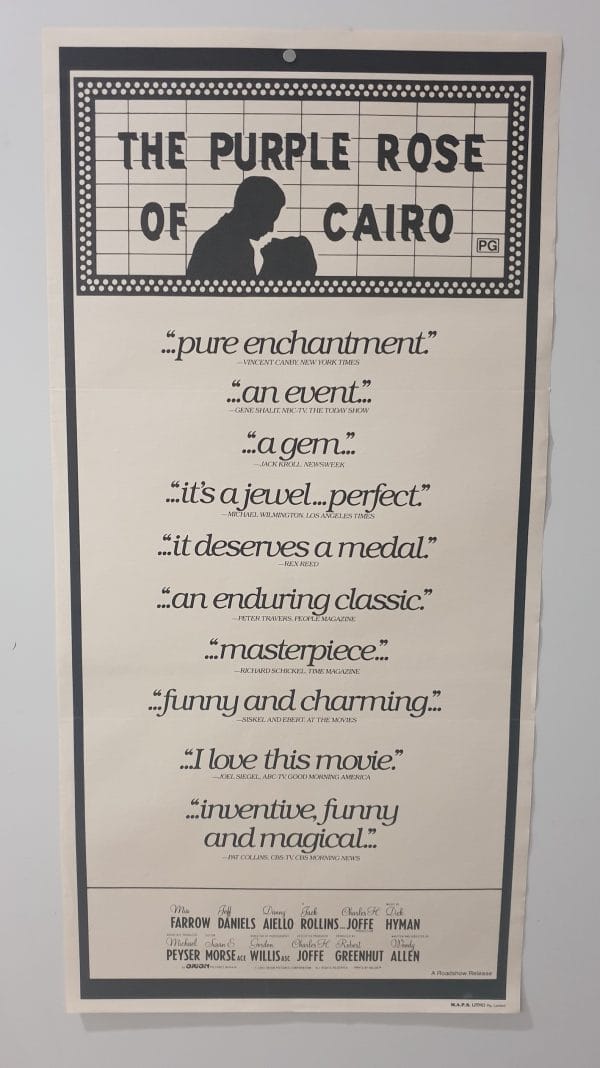 THE PURPLE ROSE
OF CAIRO
PG
"...pure enchantment."
—VINCENT CANBY, NEW YORK TIMES
"...an event..."
—GENE SHALIT, NBC-TV, THE TODAY SHOW
"...a gem..."
—JACK KROLL, NEWSWEEK
"...it's a jewel...perfect."
—MICHAEL WILMINGTON, LOS ANGELES TIMES
"...it deserves a medal."
—REX REED
"...an enduring classic."
—PETER TRAVERS, PEOPLE MAGAZINE
"...masterpiece..."
—RICHARD SCHICKEL, TIME MAGAZINE
"...funny and charming..."
—SISKEL AND EBERT, AT THE MOVIES
"...I love this movie."
—JOEL SIEGEL, ABC-TV, GOOD MORNING AMERICA
"...inventive, funny
and magical..."
—PAT COLLINS, CBS-TV, CBS MORNING NEWS
Mia Jeff Danny Jack Charles H. Dick
FARROW DANIELS AIELLO ROLLINS JOFFE HYMAN
Michael Susan E. Gordon Charles H. Robert Woody
PEYSER MORSE ACE WILLIS ASC JOFFE GREENHUT ALLEN
ORION
A Roadshow Release
M.A.P.S. LITHO Pty. Limited